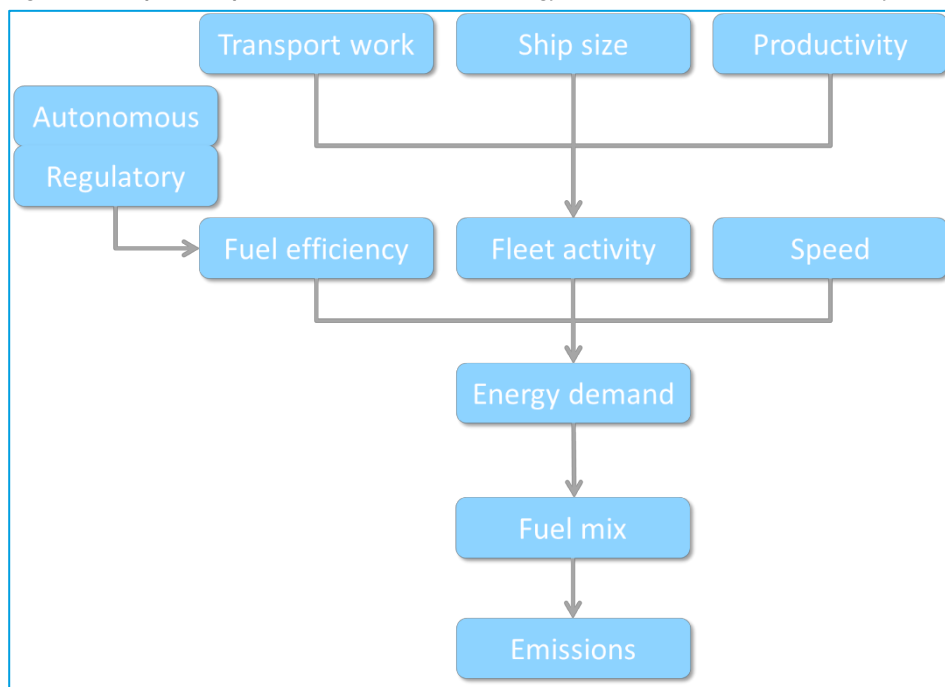 Transport work
Ship size
Productivity
Autonomous
Regulatory
Fuel efficiency
Fleet activity
Speed
Energy demand
Fuel mix
Emissions